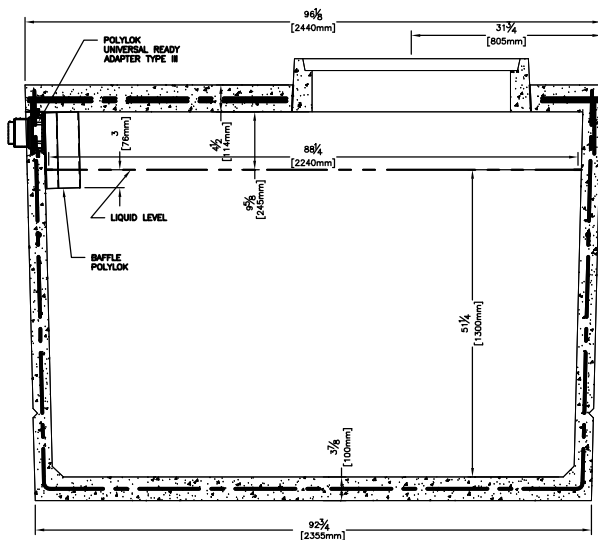 96⅛
[2440mm]
31¾
[805mm]
POLYLOK
UNIVERSAL READY
ADAPTER TYPE III
3
[76mm]
4½
[114mm]
88¼
[2240mm]
9⅝
[245mm]
LIQUID LEVEL
BAFFLE
POLYLOK
51¼
[1300mm]
3⅞
[100mm]
92¾
[2355mm]